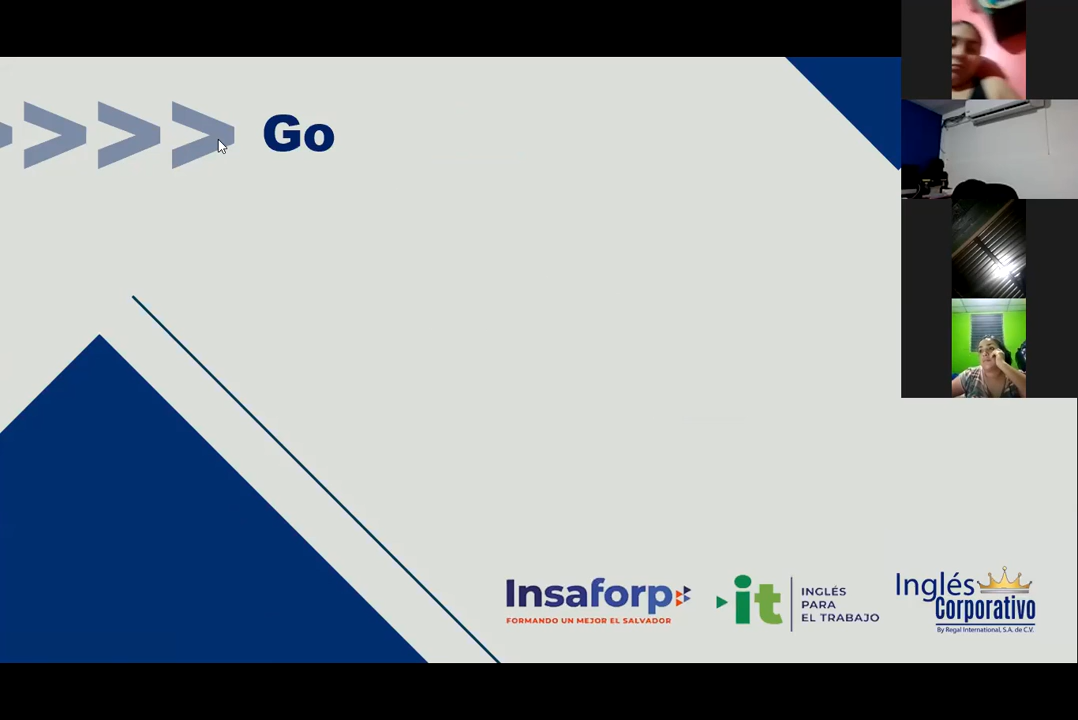 >>>> Go
Insaforp
FORMANDO UN MEJOR EL SALVADOR
it
INGLÉS
PARA
EL TRABAJO
Inglés
Corporativo
By Regal International, S.A. de C.V.